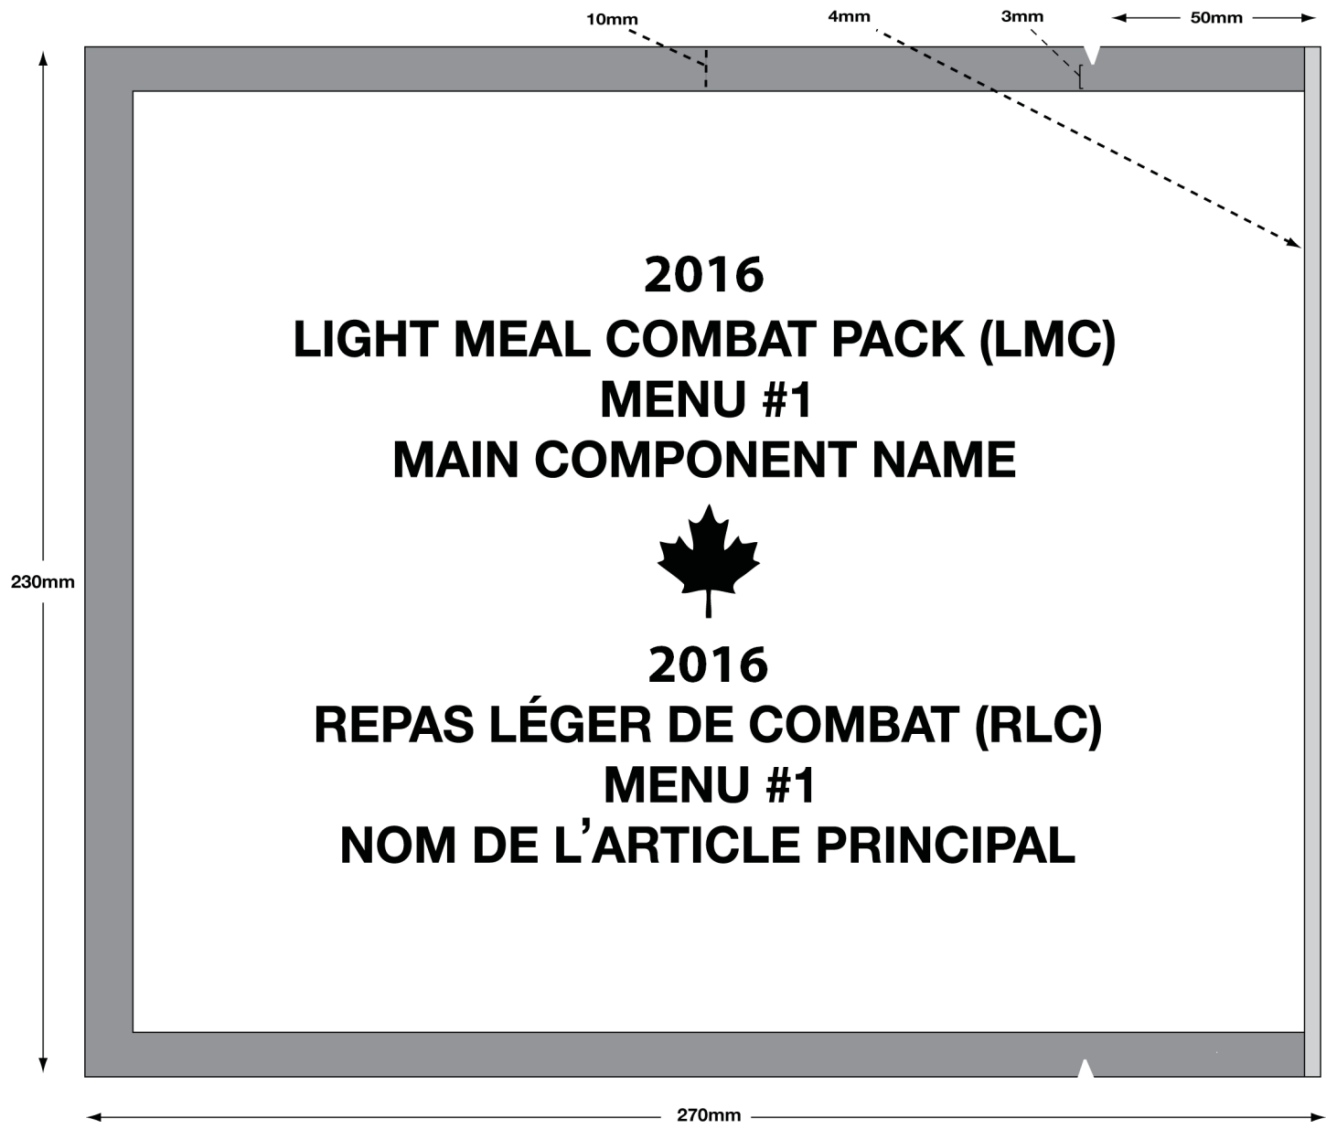 10mm 4mm 3mm 50mm
2016
LIGHT MEAL COMBAT PACK (LMC)
MENU #1
MAIN COMPONENT NAME
230mm
2016
REPAS LÉGER DE COMBAT (RLC)
MENU #1
NOM DE L’ARTICLE PRINCIPAL
270mm